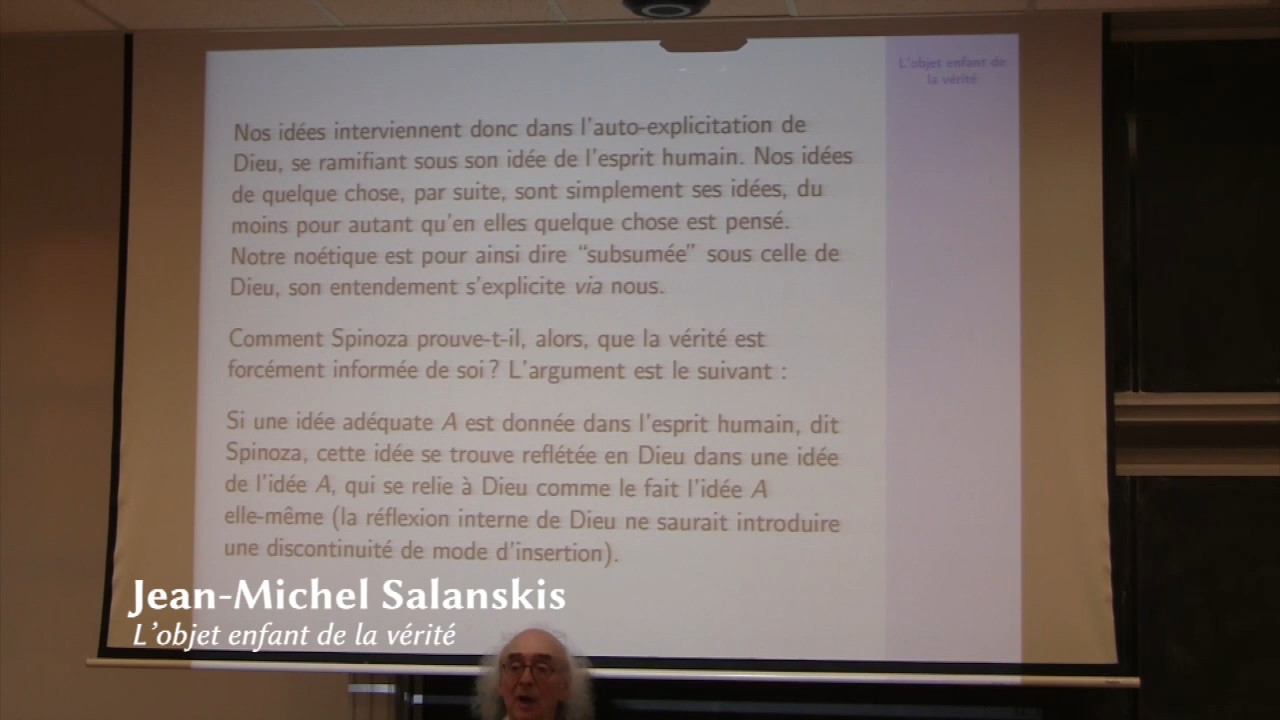 L'objet enfant de
la vérité
Nos idées interviennent donc dans l'auto-explicitation de
Dieu, se ramifiant sous son idée de l'esprit humain. Nos idées
de quelque chose, par suite, sont simplement ses idées, du
moins pour autant qu'en elles quelque chose est pensé.
Notre noétique est pour ainsi dire “subsumée” sous celle de
Dieu, son entendement s'explicite via nous.
Comment Spinoza prouve-t-il, alors, que la vérité est
forcément informée de soi ? L'argument est le suivant :
Si une idée adéquate A est donnée dans l'esprit humain, dit
Spinoza, cette idée se trouve reflétée en Dieu dans une idée
de l'idée A, qui se relie à Dieu comme le fait l'idée A
elle-même (la réflexion interne de Dieu ne saurait introduire
une discontinuité de mode d'insertion).
Jean-Michel Salanskis
L'objet enfant de la vérité